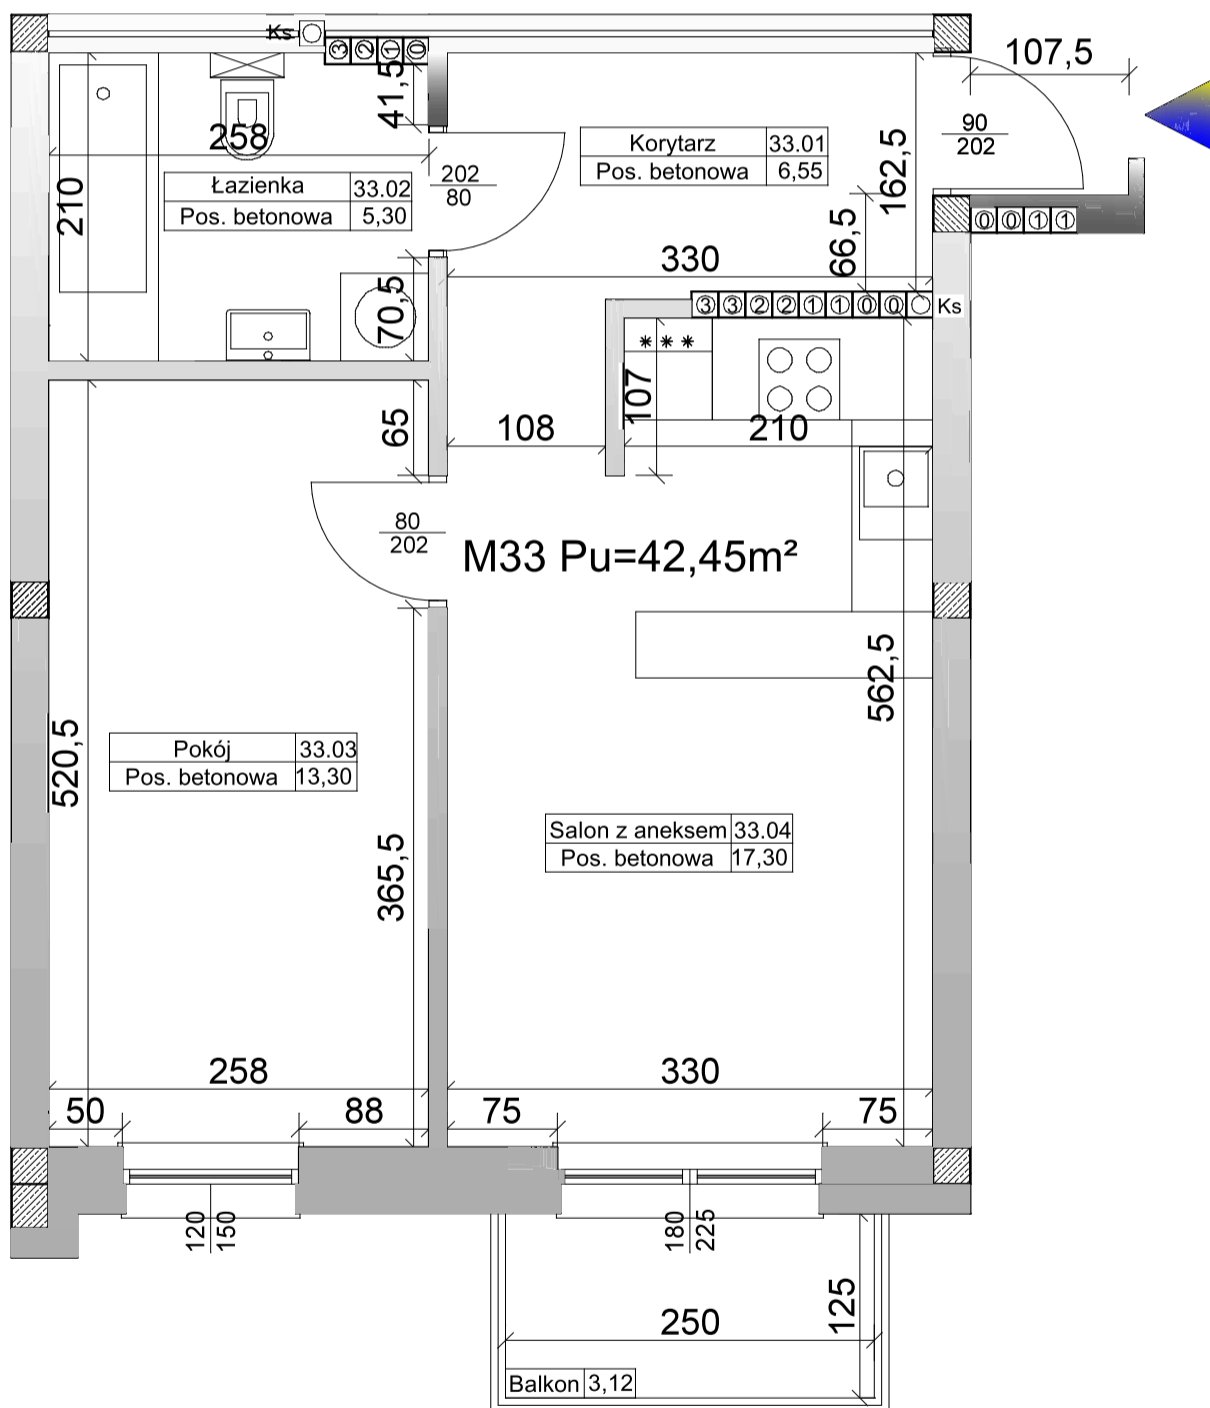 Ks
3 2 1 0
107,5
41,5
258
90
202
Korytarz 33.01
Pos. betonowa 6,55
162,5
202
80
Łazienka 33.02
Pos. betonowa 5,30
210
0 0 1 1
66,5
330
70,5
3 3 2 2 1 1 0 0
Ks
* * *
107
65
108
210
80
202
M33 Pu=42,45m²
562,5
520,5
Pokój 33.03
Pos. betonowa 13,30
Salon z aneksem 33.04
Pos. betonowa 17,30
365,5
258
330
50
88
75
75
120
150
180
225
125
250
Balkon 3,12